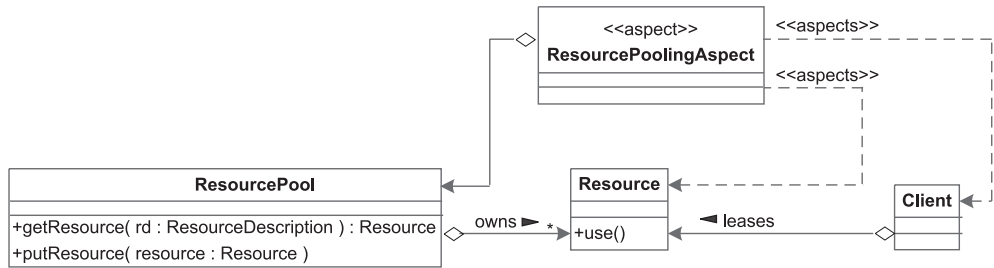 <<aspect>>
ResourcePoolingAspect
<<aspects>>
<<aspects>>
ResourcePool
+getResource( rd : ResourceDescription ) : Resource
+putResource( resource : Resource )
owns
*
Resource
+use()
leases
Client